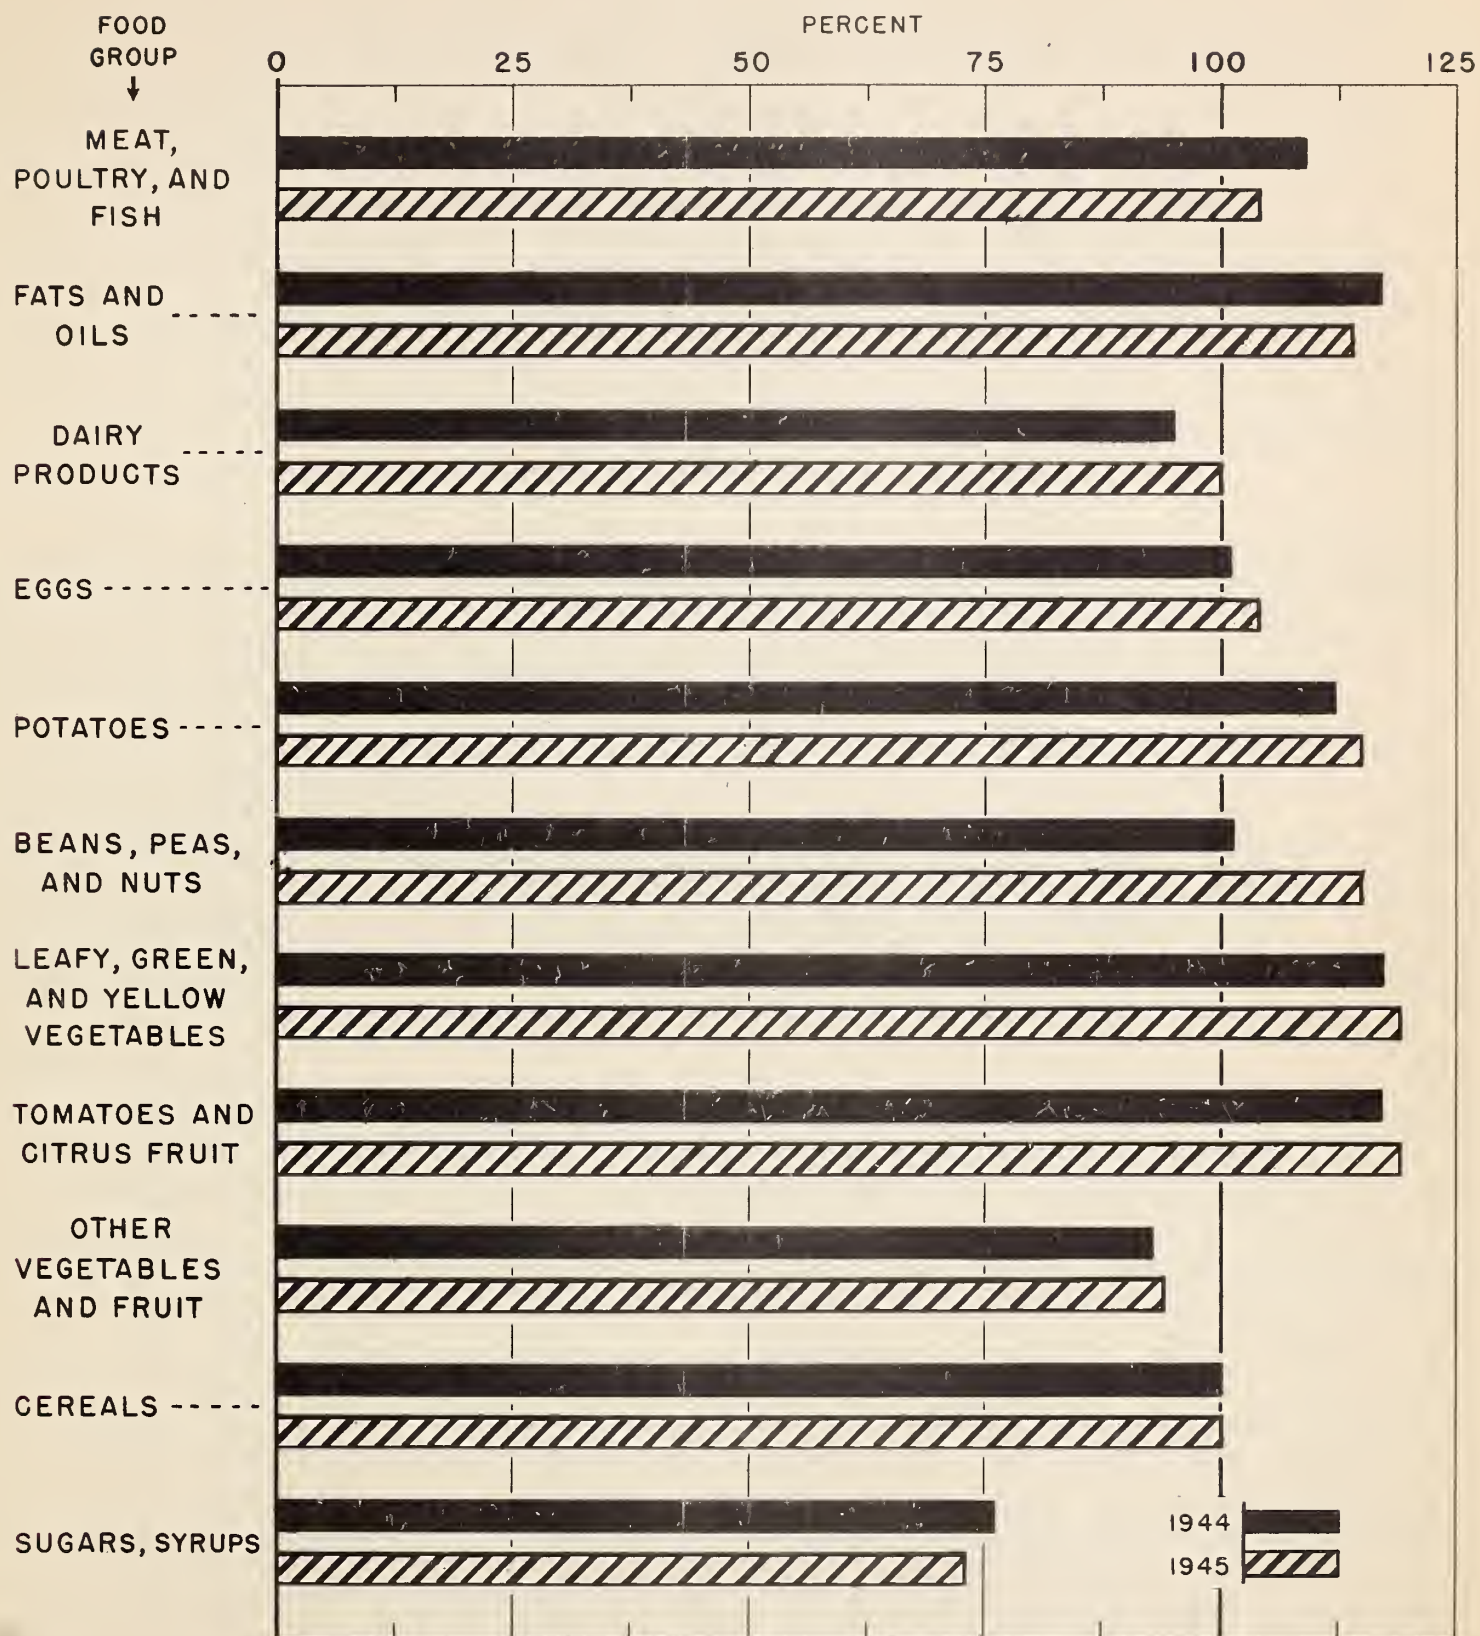 FOOD
GROUP
PERCENT
0 25 50 75 100 125
MEAT,
POULTRY, AND
FISH
FATS AND
OILS
DAIRY
PRODUCTS
EGGS
POTATOES
BEANS, PEAS,
AND NUTS
LEAFY, GREEN,
AND YELLOW
VEGETABLES
TOMATOES AND
CITRUS FRUIT
OTHER
VEGETABLES
AND FRUIT
CEREALS
SUGARS, SYRUPS
1944
1945